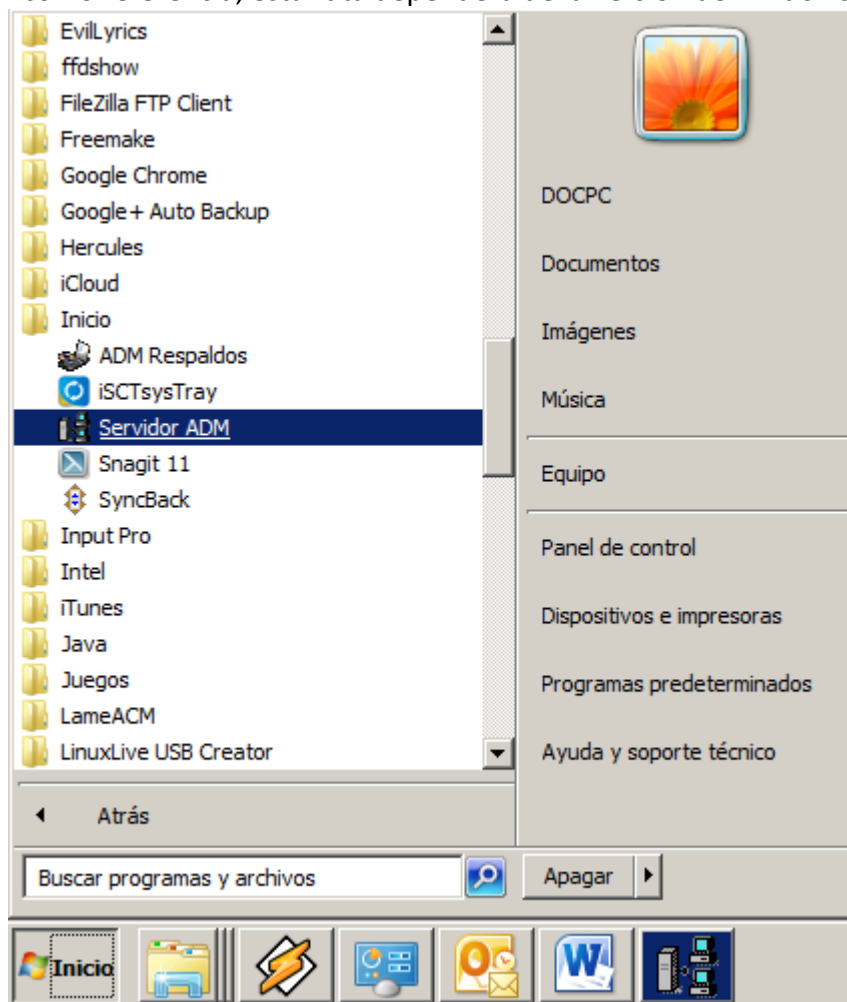 EvilLyrics
ffdshow
FileZilla FTP Client
Freemake
Google Chrome
Google+ Auto Backup
Hercules
iCloud
Inicio
ADM Respaldos
iSCTsysTray
Servidor ADM
Snagit 11
SyncBack
Input Pro
Intel
iTunes
Java
Juegos
LameACM
LinuxLive USB Creator
Atrás
Buscar programas y archivos
DOCPC
Documentos
Imágenes
Música
Equipo
Panel de control
Dispositivos e impresoras
Programas predeterminados
Ayuda y soporte técnico
Apagar
Inicio